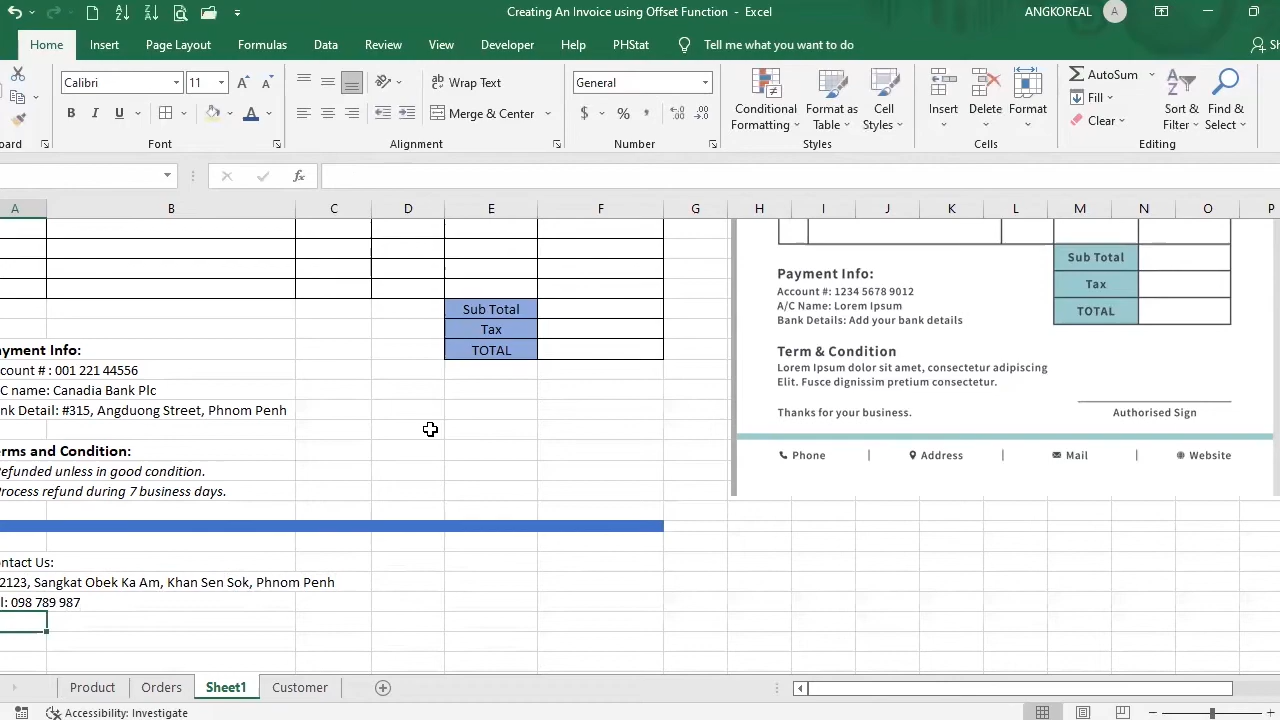 Creating An Invoice using Offset Function - Excel
ANGKOREAL
A
Home Insert Page Layout Formulas Data Review View Developer Help PHStat Tell me what you want to do
Calibri 11 Wrap Text General AutoSum
Conditional Formatting Format as Table Cell Styles Insert Delete Format Fill Sort & Filter Find & Select
B I U Merge & Center $ % , Clear
Font Alignment Number Styles Cells Editing
fx
A B C D E F G H I J K L M N O P
Sub Total
Tax
TOTAL
yment Info:
count # : 001 221 44556
C name: Canadia Bank Plc
nk Detail: #315, Angduong Street, Phnom Penh
rms and Condition:
efunded unless in good condition.
Process refund during 7 business days.
ntact Us:
2123, Sangkat Obek Ka Am, Khan Sen Sok, Phnom Penh
l: 098 789 987
Sub Total
Tax
TOTAL
Payment Info:
Account #: 1234 5678 9012
A/C Name: Lorem Ipsum
Bank Details: Add your bank details
Term & Condition
Lorem Ipsum dolor sit amet, consectetur adipiscing
Elit. Fusce dignissim pretium consectetur.
Thanks for your business.
Authorised Sign
Phone | Address | Mail | Website
Product Orders Sheet1 Customer
Accessibility: Investigate